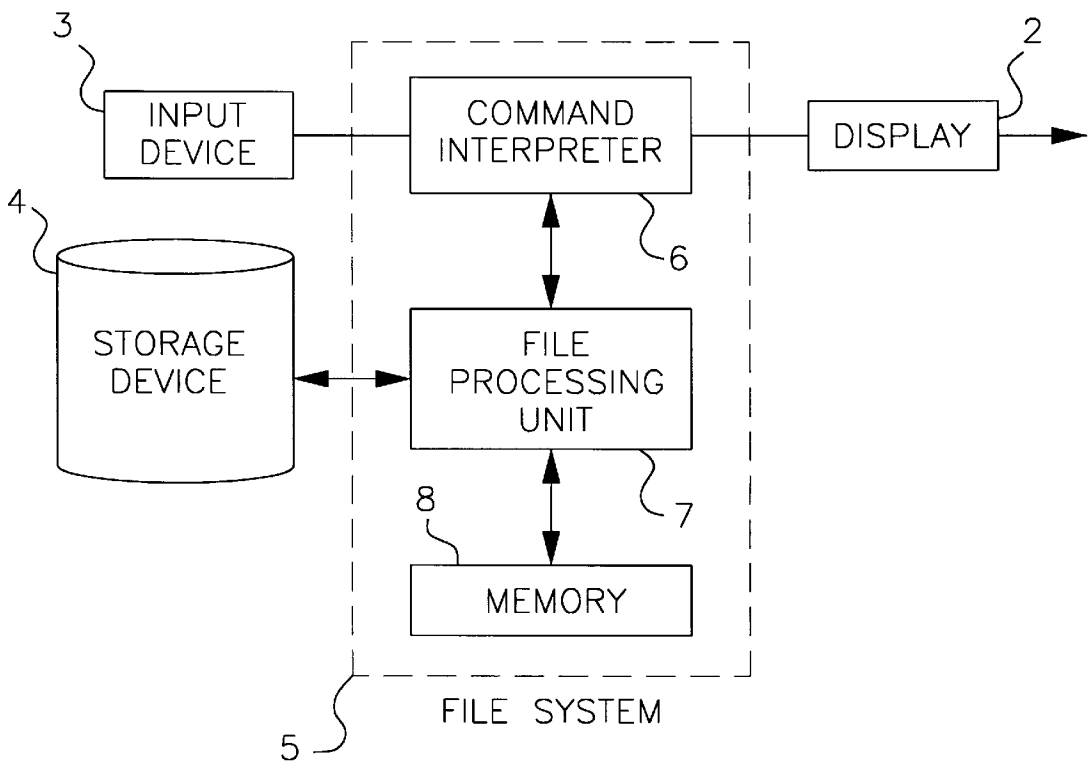 3
INPUT
DEVICE
COMMAND
INTERPRETER
2
DISPLAY
6
4
STORAGE
DEVICE
FILE
PROCESSING
UNIT
7
8
MEMORY
5
FILE SYSTEM